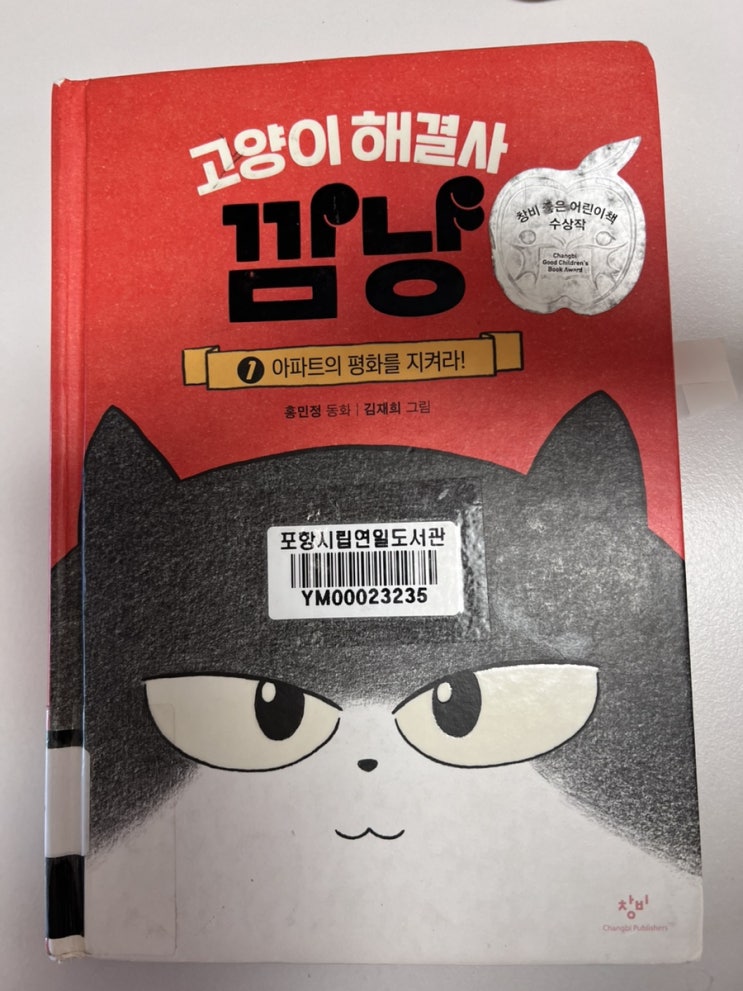 고양이 해결사
깜냥
창비 좋은 어린이책
수상작
Changbi
Good Children's
Book Award
1 아파트의 평화를 지켜라!
홍민정 동화 | 김재희 그림
포항시립연일도서관
YM00023235
창비
Changbi Publishers